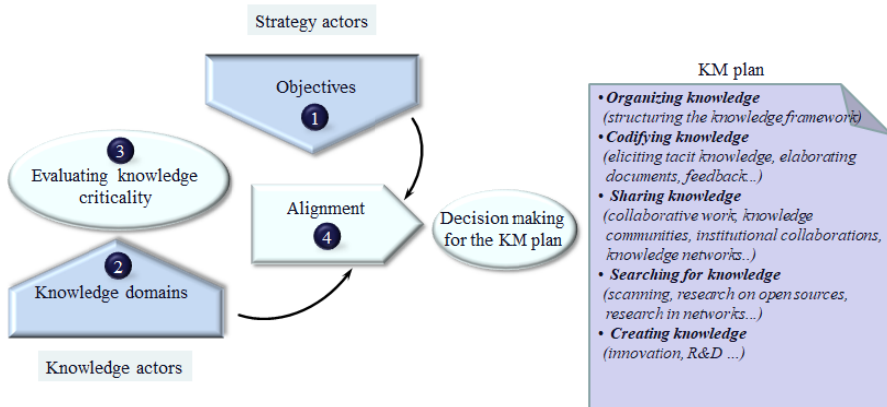 Strategy actors
Objectives
1
3
Evaluating knowledge
criticality
Alignment
4
Decision making
for the KM plan
2
Knowledge domains
Knowledge actors
KM plan
• Organizing knowledge
(structuring the knowledge framework)
• Codifying knowledge
(eliciting tacit knowledge, elaborating
documents, feedback...)
• Sharing knowledge
(collaborative work, knowledge
communities, institutional collaborations,
knowledge networks..)
• Searching for knowledge
(scanning, research on open sources,
research in networks...)
• Creating knowledge
(innovation, R&D ...)